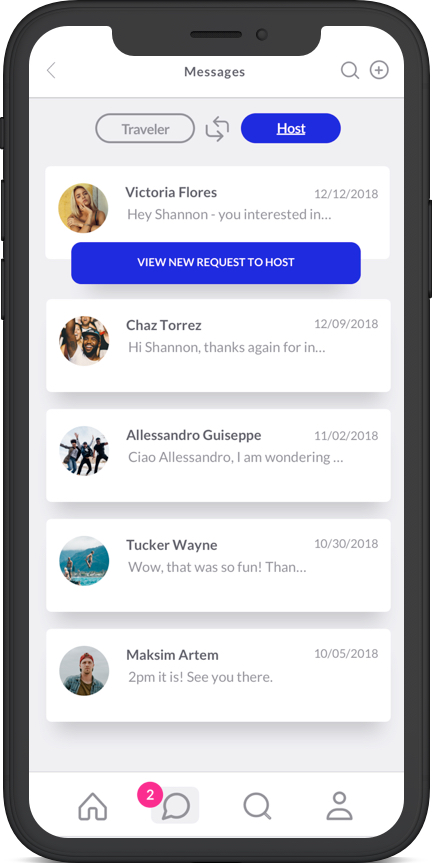 Messages
Traveler
Host
Victoria Flores
12/12/2018
Hey Shannon - you interested in...
VIEW NEW REQUEST TO HOST
Chaz Torrez
12/09/2018
Hi Shannon, thanks again for in...
Allessandro Guiseppe
11/02/2018
Ciao Allessandro, I am wondering ...
Tucker Wayne
10/30/2018
Wow, that was so fun! Than...
Maksim Artem
10/05/2018
2pm it is! See you there.
2